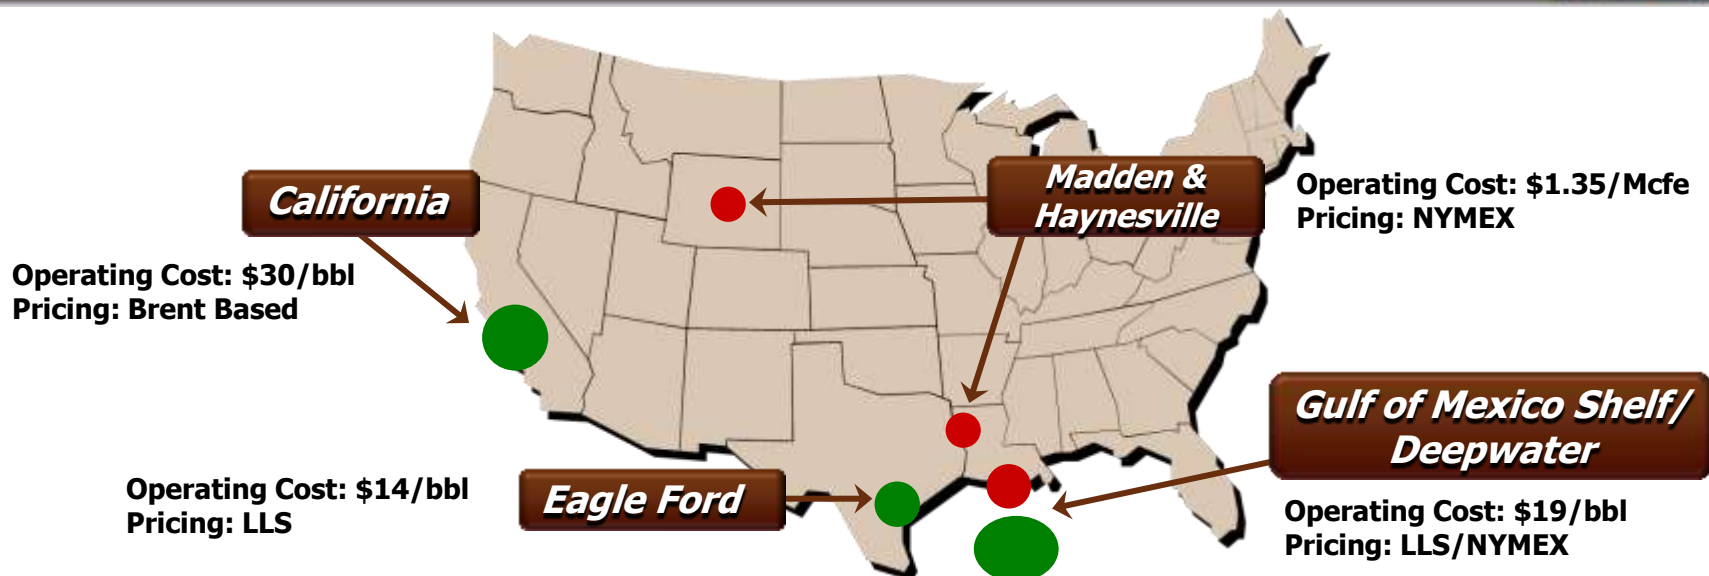 California
Operating Cost: $30/bbl
Pricing: Brent Based
Madden &
Haynesville
Operating Cost: $1.35/Mcfe
Pricing: NYMEX
Eagle Ford
Operating Cost: $14/bbl
Pricing: LLS
Gulf of Mexico Shelf/
Deepwater
Operating Cost: $19/bbl
Pricing: LLS/NYMEX